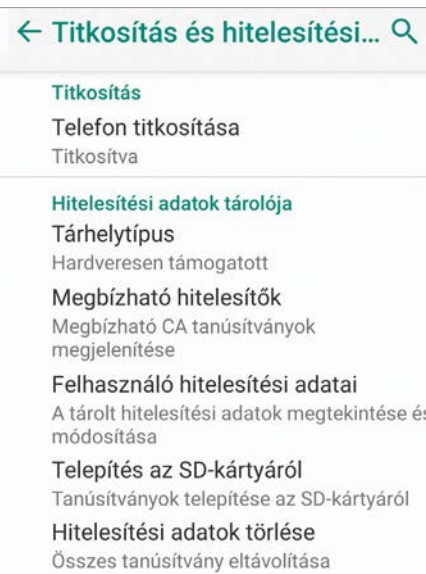 Titkosítás és hitelesítési...
Titkosítás
Telefon titkosítása
Titkosítva
Hitelesítési adatok tárolója
Tárhelytípus
Hardveresen támogatott
Megbízható hitelesítők
Megbízható CA tanúsítványok
megjelenítése
Felhasználó hitelesítési adatai
A tárolt hitelesítési adatok megtekintése és
módosítása
Telepítés az SD-kártyáról
Tanúsítványok telepítése az SD-kártyáról
Hitelesítési adatok törlése
Összes tanúsítvány eltávolítása